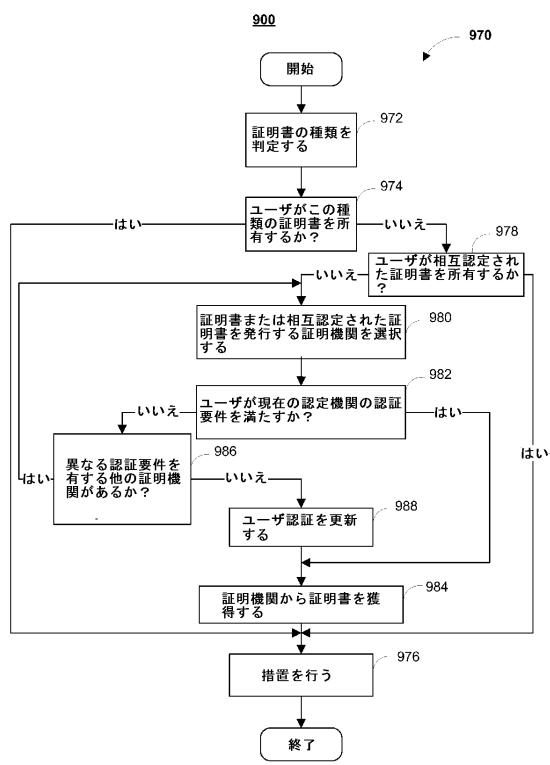 900
970
開始
972
証明書の種類を
判定する
974
ユーザがこの種
類の証明書を所
有するか？
はい
いいえ
978
ユーザが相互認定され
た証明書を所有するか
？
いいえ
980
証明書または相互認定された証
明書を発行する証明機関を選択
する
982
ユーザが現在の認定機関の認証
要件を満たすか？
いいえ
はい
986
異なる認証要件を
有する他の証明機
関があるか？
はい
いいえ
はい
988
ユーザ認証を更新
する
984
証明機関から証明書を獲
得する
976
措置を行う
終了